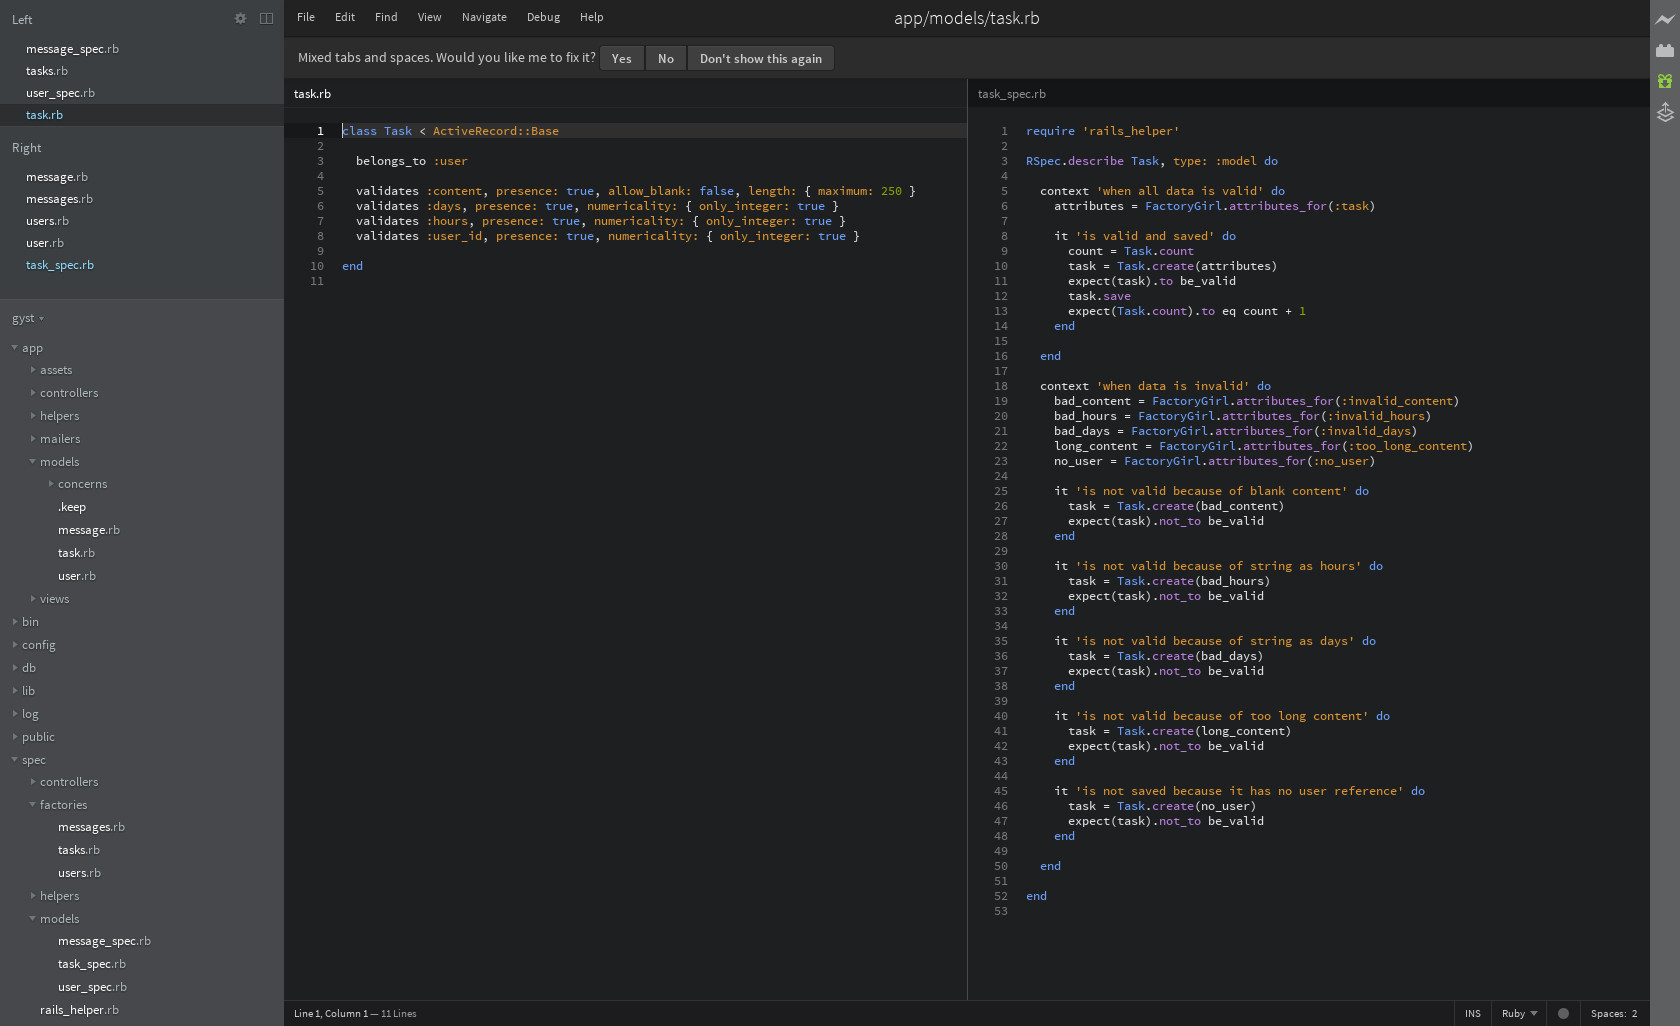 Left
message_spec.rb
tasks.rb
user_spec.rb
task.rb
Right
message.rb
messages.rb
users.rb
user.rb
task_spec.rb
gyst
app
assets
controllers
helpers
mailers
models
concerns
.keep
message.rb
task.rb
user.rb
views
bin
config
db
lib
log
public
spec
controllers
factories
messages.rb
tasks.rb
users.rb
helpers
models
message_spec.rb
task_spec.rb
user_spec.rb
rails_helper.rb
File Edit Find View Navigate Debug Help
app/models/task.rb
Mixed tabs and spaces. Would you like me to fix it? Yes No Don't show this again
task.rb
1 class Task < ActiveRecord::Base
2
3   belongs_to :user
4
5   validates :content, presence: true, allow_blank: false, length: { maximum: 250 }
6   validates :days, presence: true, numericality: { only_integer: true }
7   validates :hours, presence: true, numericality: { only_integer: true }
8   validates :user_id, presence: true, numericality: { only_integer: true }
9
10 end
11
task_spec.rb
1 require 'rails_helper'
2
3 RSpec.describe Task, type: :model do
4
5   context 'when all data is valid' do
6     attributes = FactoryGirl.attributes_for(:task)
7
8     it 'is valid and saved' do
9       count = Task.count
10       task = Task.create(attributes)
11       expect(task).to be_valid
12       task.save
13       expect(Task.count).to eq count + 1
14     end
15
16   end
17
18   context 'when data is invalid' do
19     bad_content = FactoryGirl.attributes_for(:invalid_content)
20     bad_hours = FactoryGirl.attributes_for(:invalid_hours)
21     bad_days = FactoryGirl.attributes_for(:invalid_days)
22     long_content = FactoryGirl.attributes_for(:too_long_content)
23     no_user = FactoryGirl.attributes_for(:no_user)
24
25     it 'is not valid because of blank content' do
26       task = Task.create(bad_content)
27       expect(task).not_to be_valid
28     end
29
30     it 'is not valid because of string as hours' do
31       task = Task.create(bad_hours)
32       expect(task).not_to be_valid
33     end
34
35     it 'is not valid because of string as days' do
36       task = Task.create(bad_days)
37       expect(task).not_to be_valid
38     end
39
40     it 'is not valid because of too long content' do
41       task = Task.create(long_content)
42       expect(task).not_to be_valid
43     end
44
45     it 'is not saved because it has no user reference' do
46       task = Task.create(no_user)
47       expect(task).not_to be_valid
48     end
49
50   end
51
52 end
53
Line 1, Column 1 — 11 Lines
INS Ruby Spaces: 2